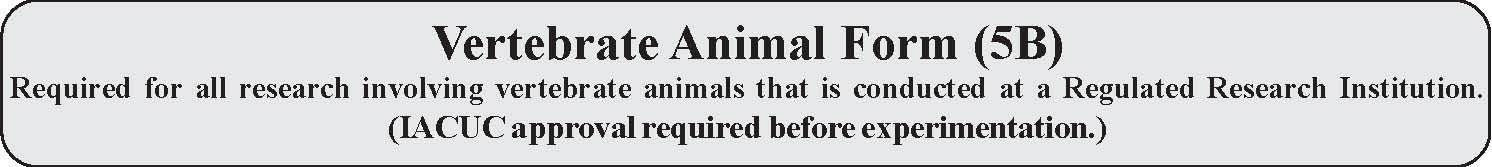 Vertebrate Animal Form (5B)
Required for all research involving vertebrate animals that is conducted at a Regulated Research Institution.
(IACUC approval required before experimentation.)